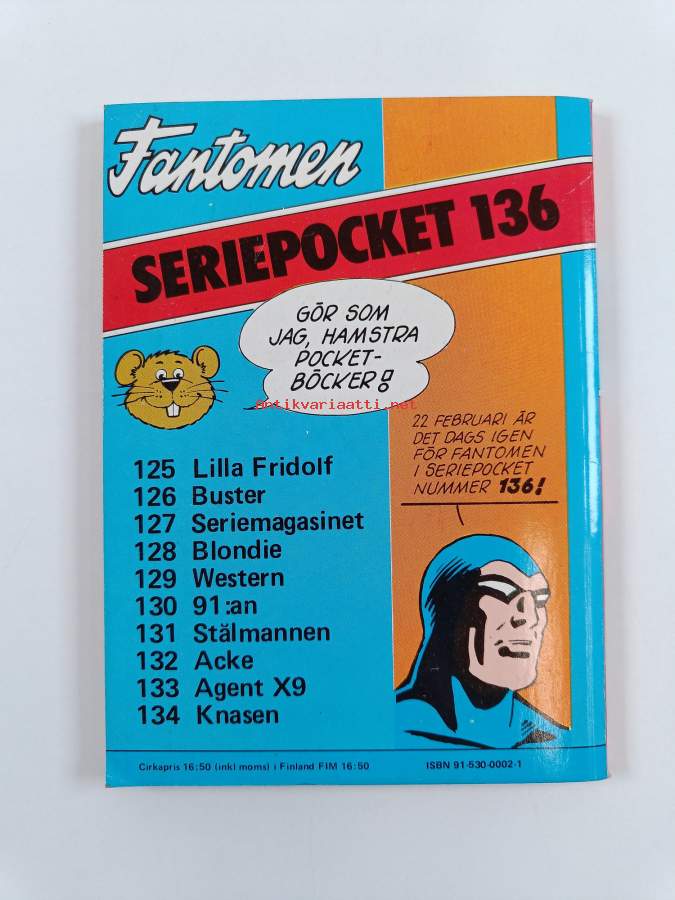 Fantomen
SERIEPOCKET 136
GÖR SOM
JAG, HAMSTRA
POCKET-
BÖCKER!
antikvariaatti.net
22 FEBRUARI ÄR
DET DAGS IGEN
FÖR FANTOMEN
I SERIEPOCKET
NUMMER 136!
125 Lilla Fridolf
126 Buster
127 Seriemagasinet
128 Blondie
129 Western
130 91:an
131 Stålmannen
132 Acke
133 Agent X9
134 Knasen
Cirkapris 16:50 (inkl moms) i Finland FIM 16:50
ISBN 91-530-0002-1